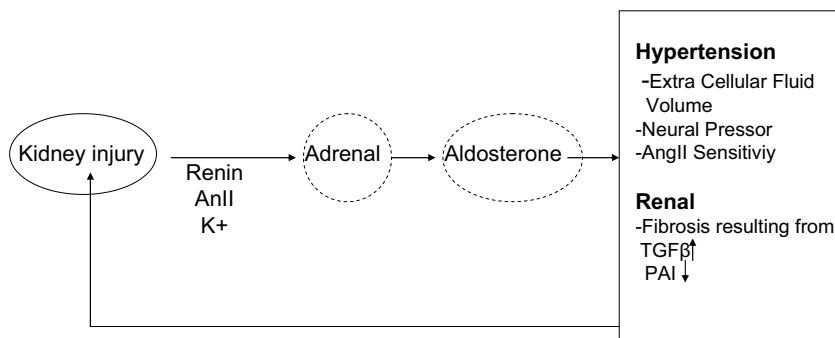 Kidney injury
Renin
AnII
K+
Adrenal
Aldosterone
Hypertension
-Extra Cellular Fluid
Volume
-Neural Pressor
-AngII Sensitiviy
Renal
-Fibrosis resulting from
TGFβ↑
PAI↓